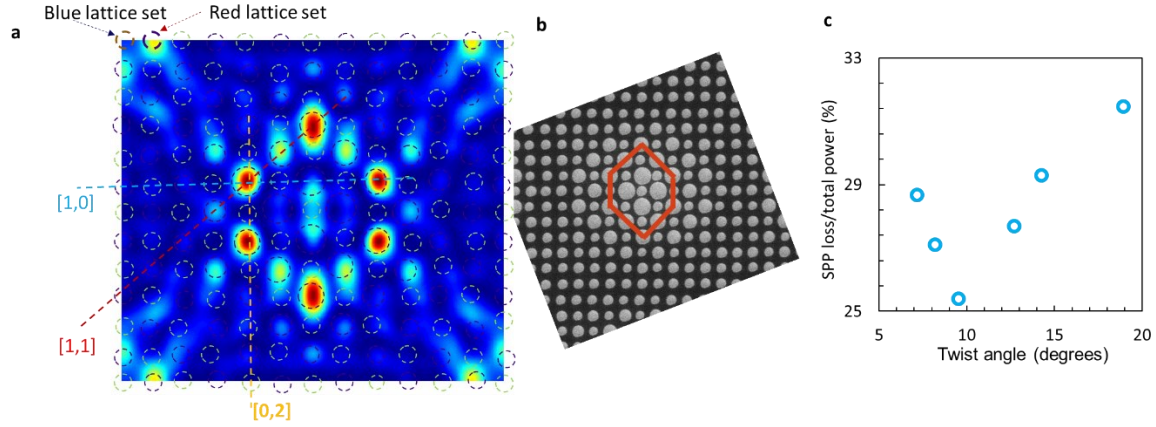 Blue lattice set
Red lattice set
a
[1,0]
[1,1]
[0,2]
b
c
SPP loss/total power (%)
33
29
25
5
10
15
20
Twist angle (degrees)